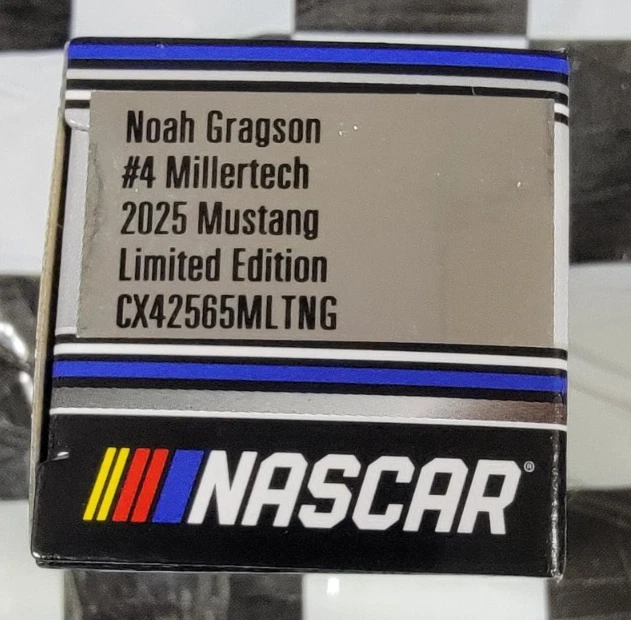 Noah Gragson
#4 Millertech
2025 Mustang
Limited Edition
CX42565MLTNG
NASCAR®